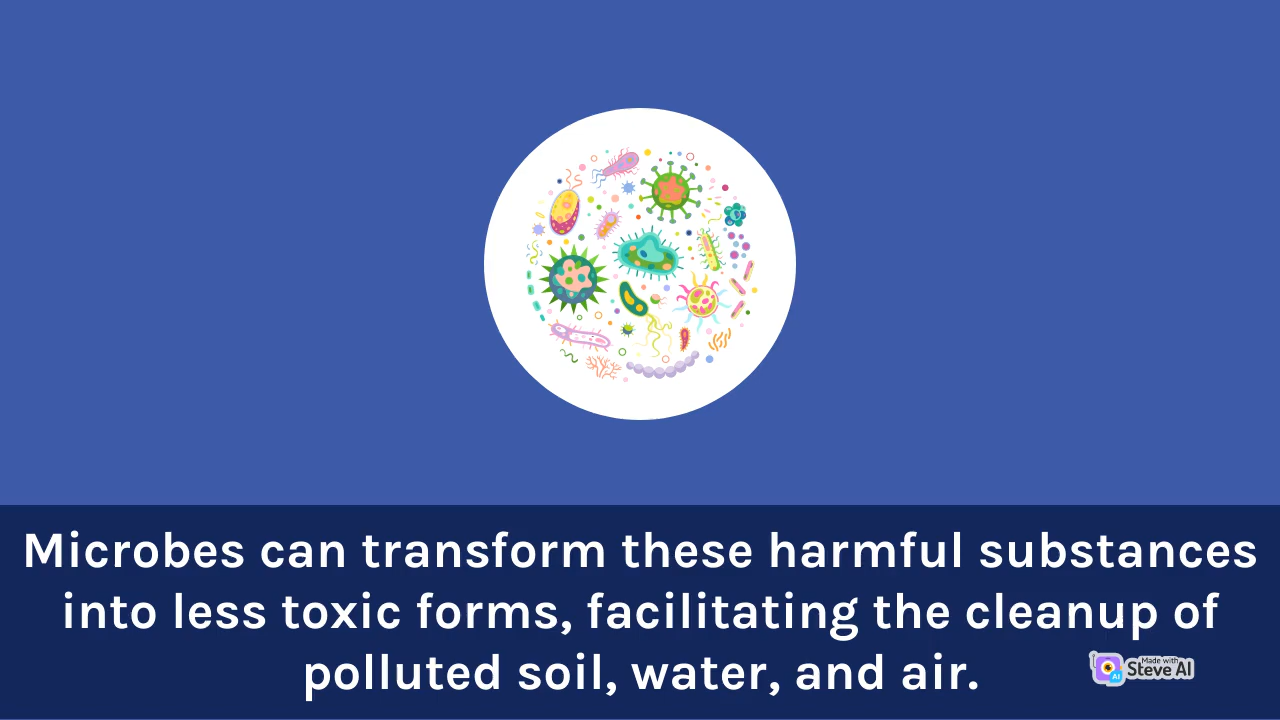 Microbes can transform these harmful substances
into less toxic forms, facilitating the cleanup of
polluted soil, water, and air.
Made with
Steve AI
AI